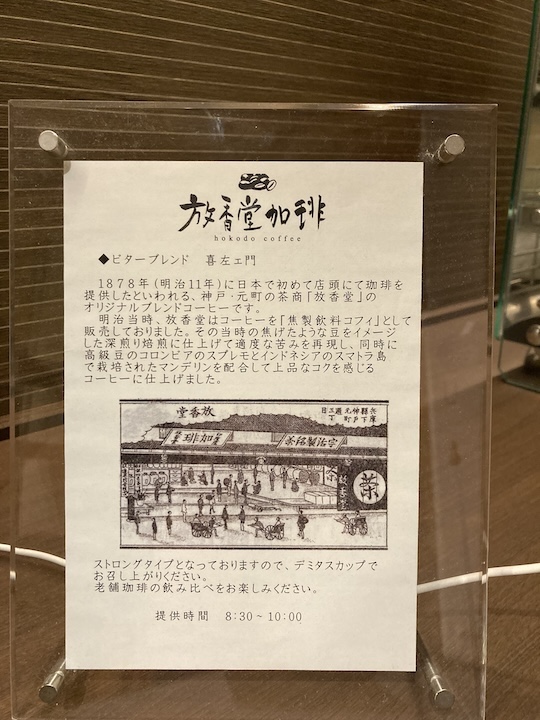 放香堂加琲
hokodo coffee
◆ビターブレンド 喜左ヱ門
1878年(明治11年)に日本で初めて店頭にて珈琲を
提供したといわれる、神戸・元町の茶商「放香堂」の
オリジナルブレンドコーヒーです。
明治当時、放香堂はコーヒーを「焦製飲料コフィ」として
販売しておりました。その当時の焦げたような豆をイメージ
した深煎り焙煎に仕上げて適度な苦みを再現し、同時に
高級豆のコロンビアのスプレモとインドネシアのスマトラ島
で栽培されたマンデリンを配合して上品なコクを感じる
コーヒーに仕上げました。
放香堂
宇治製銘茶
茶
ストロングタイプとなっておりますので、デミタスカップで
お召し上がりください。
老舗珈琲の飲み比べをお楽しみください。
提供時間 8:30~10:00